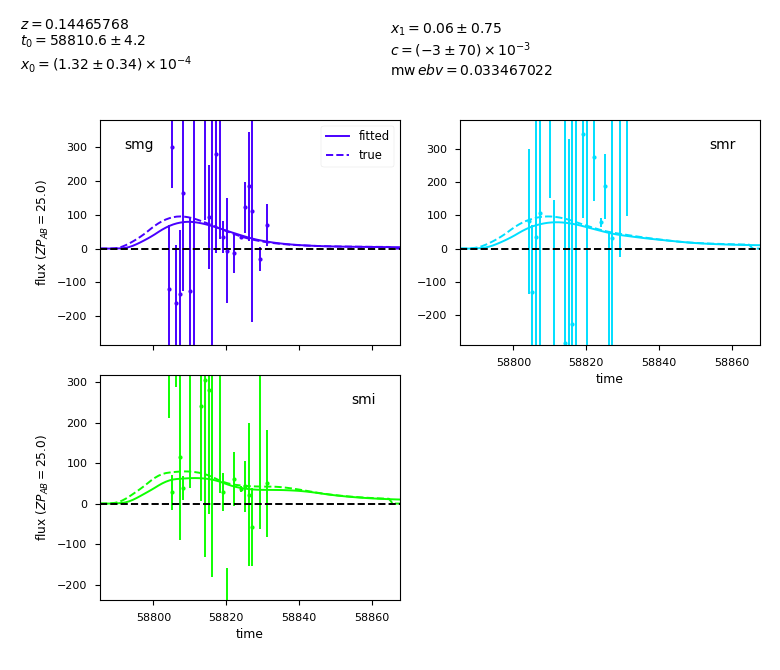 z = 0.14465768
t₀ = 58810.6 ± 4.2
x₀ = (1.32 ± 0.34) × 10⁻⁴
x₁ = 0.06 ± 0.75
c = (−3 ± 70) × 10⁻³
mw ebv = 0.033467022
smg
fitted
true
300
200
100
0
−100
−200
flux (ZP_AB = 25.0)
smr
300
200
100
0
−100
−200
58800
58820
58840
58860
time
smi
300
200
100
0
−100
−200
flux (ZP_AB = 25.0)
58800
58820
58840
58860
time